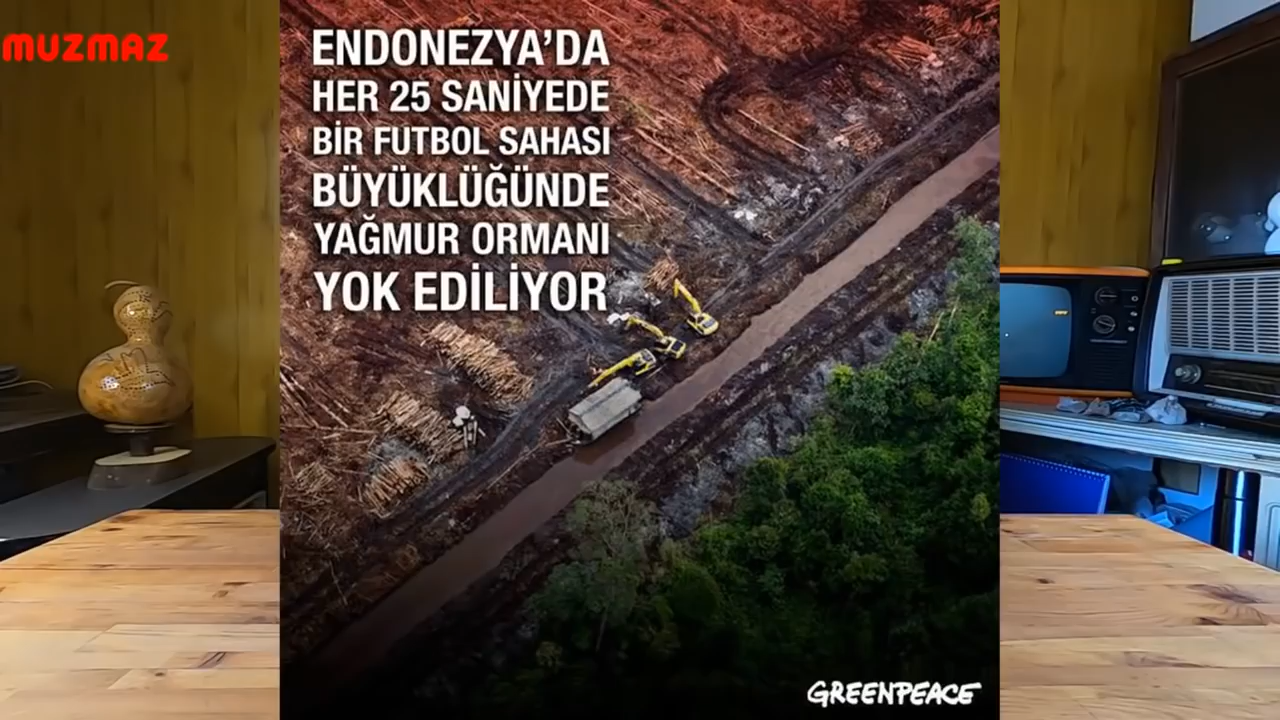 MUZMAZ
ENDONEZYA'DA
HER 25 SANİYEDE
BİR FUTBOL SAHASI
BÜYÜKLÜĞÜNDE
YAĞMUR ORMANI
YOK EDİLİYOR
GREENPEACE